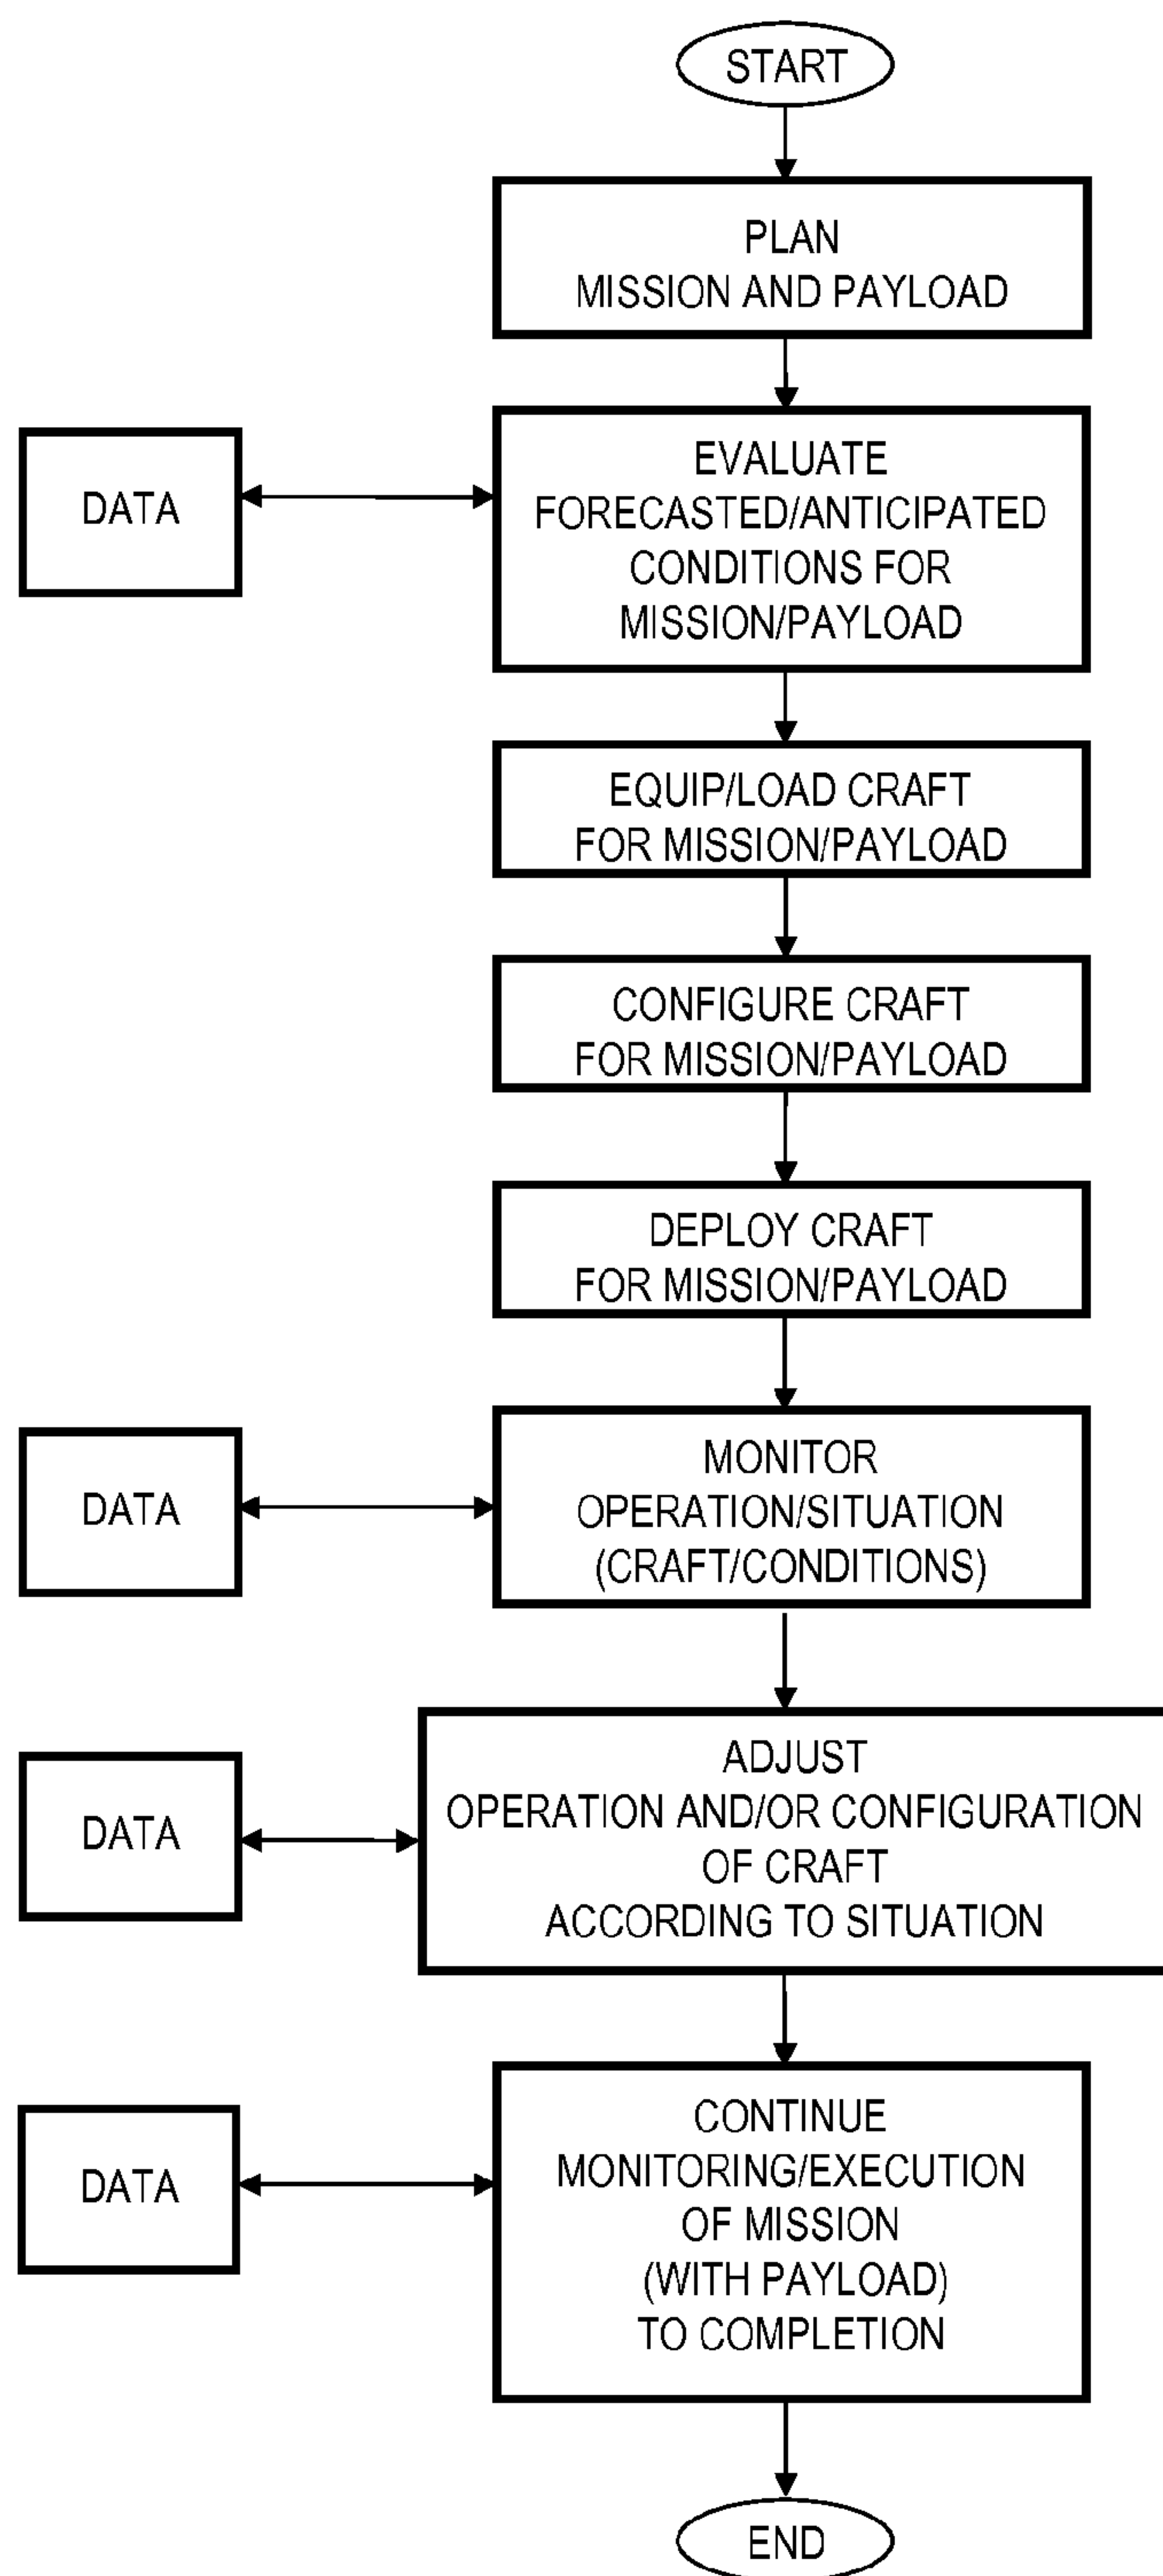 START
PLAN
MISSION AND PAYLOAD
DATA
EVALUATE
FORECASTED/ANTICIPATED
CONDITIONS FOR
MISSION/PAYLOAD
EQUIP/LOAD CRAFT
FOR MISSION/PAYLOAD
CONFIGURE CRAFT
FOR MISSION/PAYLOAD
DEPLOY CRAFT
FOR MISSION/PAYLOAD
DATA
MONITOR
OPERATION/SITUATION
(CRAFT/CONDITIONS)
DATA
ADJUST
OPERATION AND/OR CONFIGURATION
OF CRAFT
ACCORDING TO SITUATION
DATA
CONTINUE
MONITORING/EXECUTION
OF MISSION
(WITH PAYLOAD)
TO COMPLETION
END